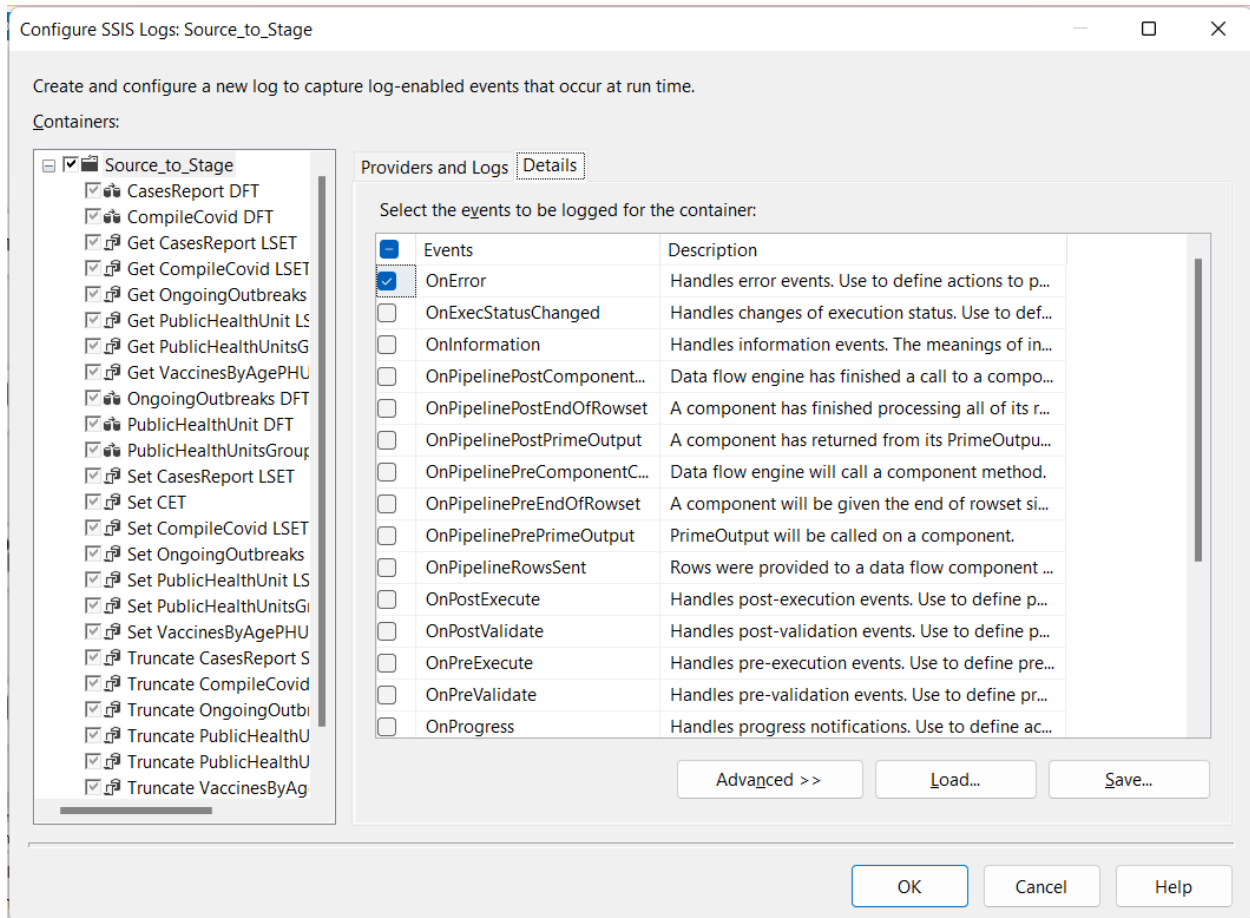 Configure SSIS Logs: Source_to_Stage
Create and configure a new log to capture log-enabled events that occur at run time.
Containers:
Source_to_Stage
CasesReport DFT
CompileCovid DFT
Get CasesReport LSET
Get CompileCovid LSET
Get OngoingOutbreaks
Get PublicHealthUnit LS
Get PublicHealthUnitsG
Get VaccinesByAgePHU
OngoingOutbreaks DFT
PublicHealthUnit DFT
PublicHealthUnitsGroup
Set CasesReport LSET
Set CET
Set CompileCovid LSET
Set OngoingOutbreaks
Set PublicHealthUnit LS
Set PublicHealthUnitsGr
Set VaccinesByAgePHU
Truncate CasesReport S
Truncate CompileCovid
Truncate OngoingOutbr
Truncate PublicHealthU
Truncate PublicHealthU
Truncate VaccinesByAg
Providers and Logs Details
Select the events to be logged for the container:
Events Description
OnError Handles error events. Use to define actions to p...
OnExecStatusChanged Handles changes of execution status. Use to def...
OnInformation Handles information events. The meanings of in...
OnPipelinePostComponent... Data flow engine has finished a call to a compo...
OnPipelinePostEndOfRowset A component has finished processing all of its r...
OnPipelinePostPrimeOutput A component has returned from its PrimeOutpu...
OnPipelinePreComponentC... Data flow engine will call a component method.
OnPipelinePreEndOfRowset A component will be given the end of rowset si...
OnPipelinePrePrimeOutput PrimeOutput will be called on a component.
OnPipelineRowsSent Rows were provided to a data flow component ...
OnPostExecute Handles post-execution events. Use to define p...
OnPostValidate Handles post-validation events. Use to define p...
OnPreExecute Handles pre-execution events. Use to define pre...
OnPreValidate Handles pre-validation events. Use to define pr...
OnProgress Handles progress notifications. Use to define ac...
Advanced >> Load... Save...
OK Cancel Help